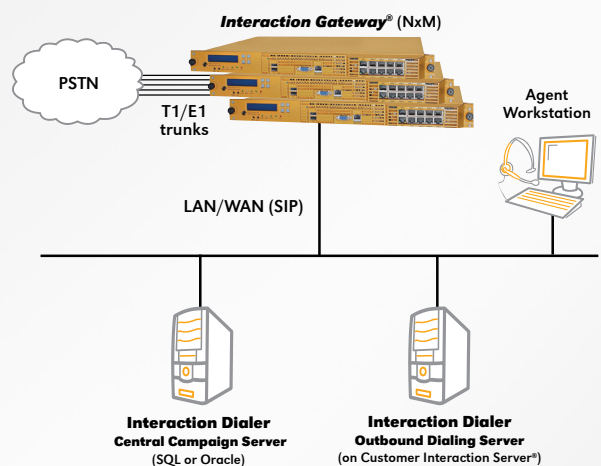 Interaction Gateway® (NxM)
PSTN
T1/E1
trunks
Agent
Workstation
LAN/WAN (SIP)
Interaction Dialer
Central Campaign Server
(SQL or Oracle)
Interaction Dialer
Outbound Dialing Server
(on Customer Interaction Server®)